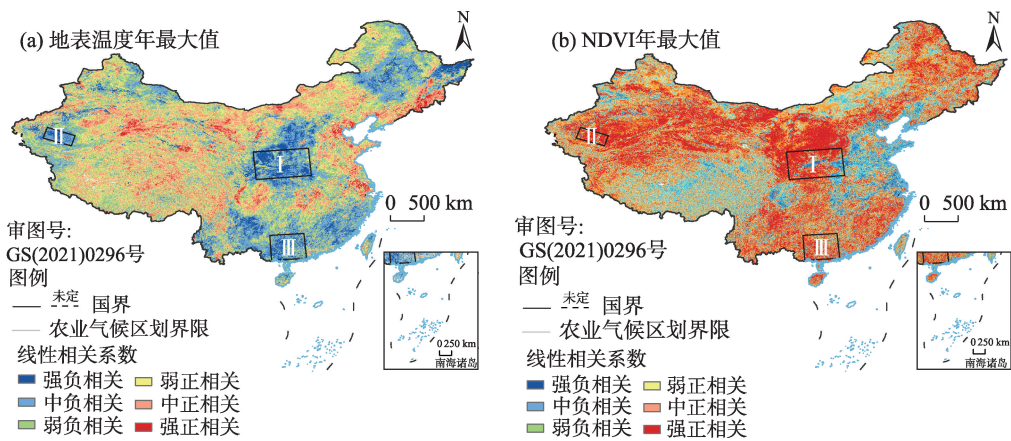 (a) 地表温度年最大值
N
II
I
III
0 500 km
审图号:
GS(2021)0296号
图例
未定
国界
农业气候区划界限
线性相关系数
强负相关 弱正相关
中负相关 中正相关
弱负相关 强正相关
0 250 km
南海诸岛
(b) NDVI年最大值
N
II
I
III
0 500 km
审图号:
GS(2021)0296号
图例
未定
国界
农业气候区划界限
线性相关系数
强负相关 弱正相关
中负相关 中正相关
弱负相关 强正相关
0 250 km
南海诸岛